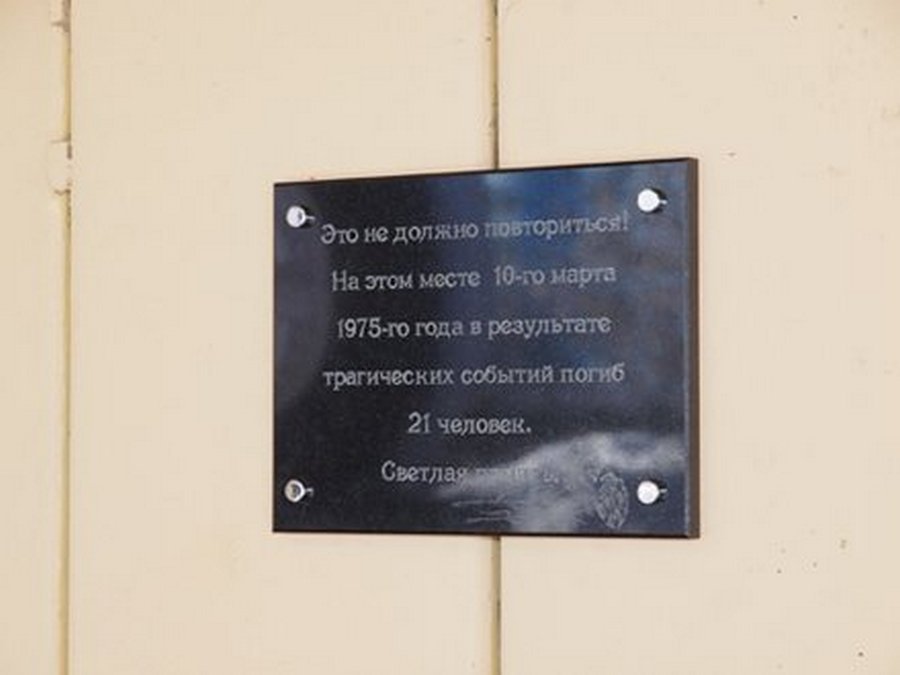 Это не должно повториться!
На этом месте 10-го марта
1975-го года в результате
трагических событий погиб
21 человек.
Светлая